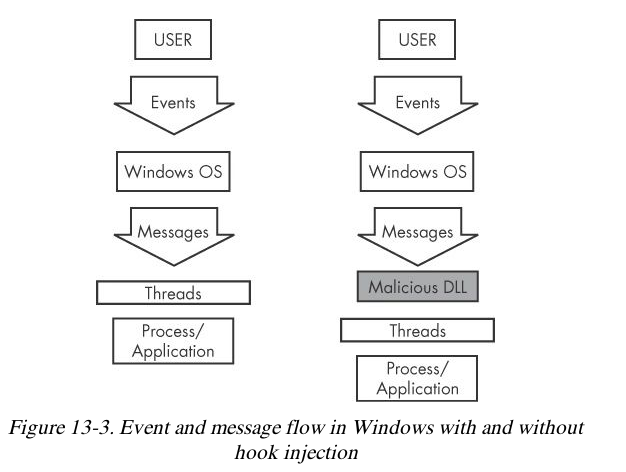 USER
Events
Windows OS
Messages
Threads
Process/
Application
USER
Events
Windows OS
Messages
Malicious DLL
Threads
Process/
Application
Figure 13-3. Event and message flow in Windows with and without
hook injection